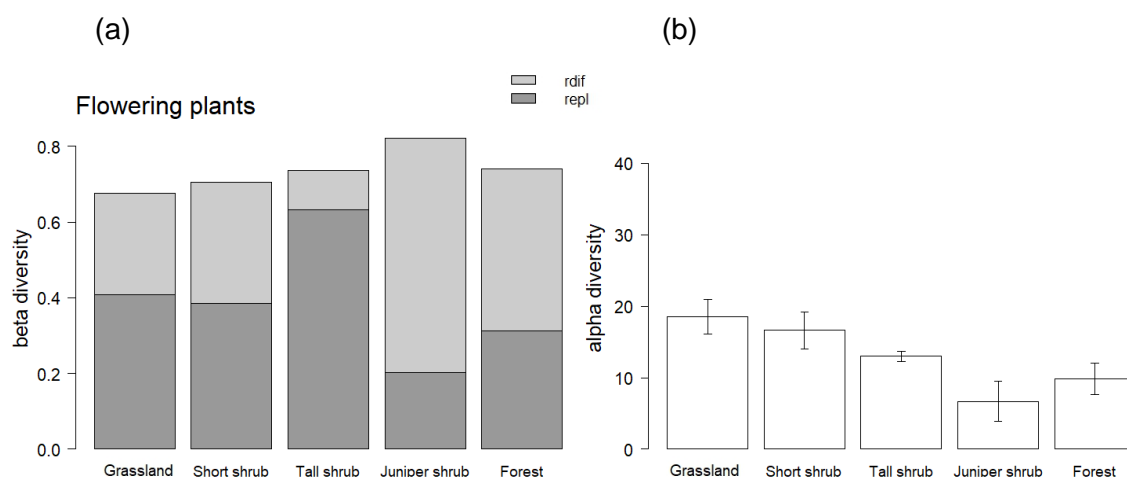 (a)
(b)
Flowering plants
rdif
repl
beta diversity
0.8
0.6
0.4
0.2
0.0
Grassland Short shrub Tall shrub Juniper shrub Forest
alpha diversity
40
30
20
10
0
Grassland Short shrub Tall shrub Juniper shrub Forest